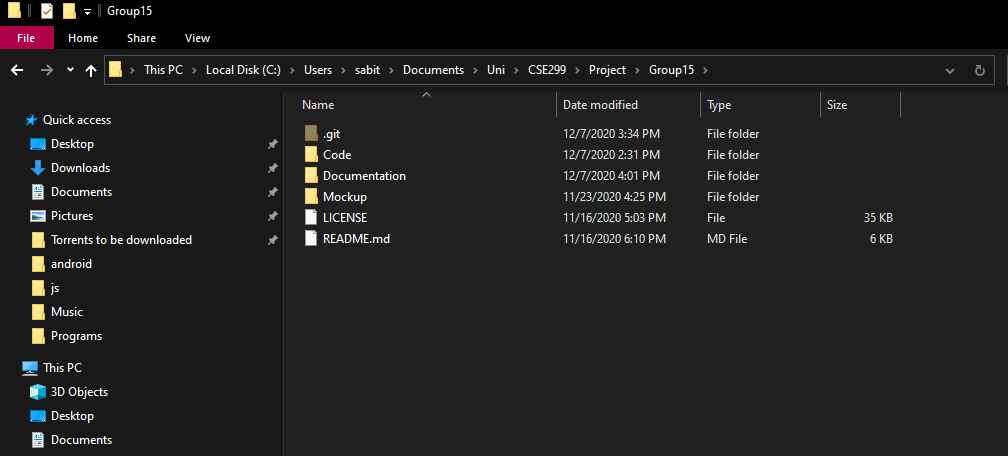 Group15
File Home Share View
This PC Local Disk (C:) Users sabit Documents Uni CSE299 Project Group15
Name Date modified Type Size
.git 12/7/2020 3:34 PM File folder
Code 12/7/2020 2:31 PM File folder
Documentation 12/7/2020 4:01 PM File folder
Mockup 11/23/2020 4:25 PM File folder
LICENSE 11/16/2020 5:03 PM File 35 KB
README.md 11/16/2020 6:10 PM MD File 6 KB
Quick access
Desktop
Downloads
Documents
Pictures
Torrents to be downloaded
android
js
Music
Programs
This PC
3D Objects
Desktop
Documents